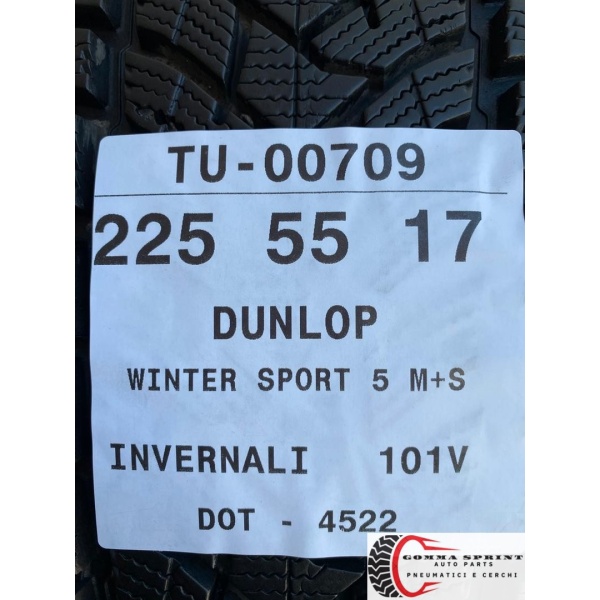 TU-00709
225 55 17
DUNLOP
WINTER SPORT 5 M+S
INVERNALI 101V
DOT - 4522
GOMMA SPRINT
AUTO PARTS
PNEUMATICI E CERCHI